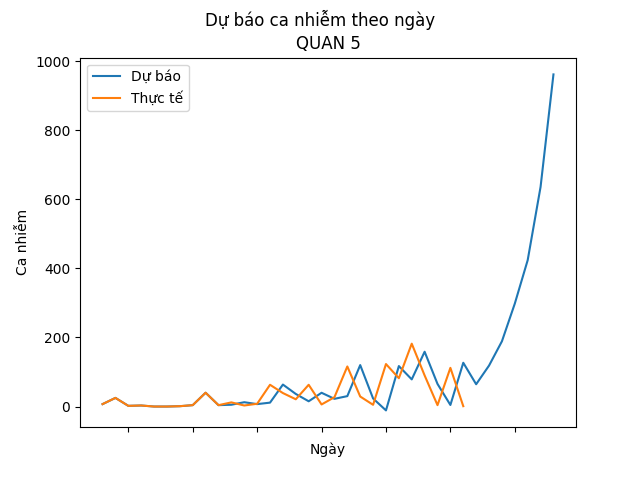 Dự báo ca nhiễm theo ngày
QUAN 5
1000
800
600
400
200
0
Ca nhiễm
Dự báo
Thực tế
Ngày